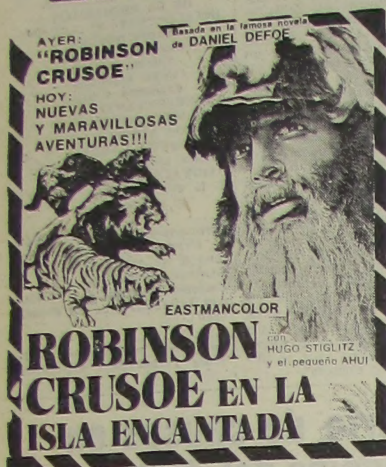 AYER:
"ROBINSON
CRUSOE"
HOY:
NUEVAS
Y MARAVILLOSAS
AVENTURAS!!!
Basada en la famosa novela
de DANIEL DEFOE
EASTMANCOLOR
ROBINSON
CRUSOE EN LA
ISLA ENCANTADA
con
HUGO STIGLITZ
y el pequeño AHUI